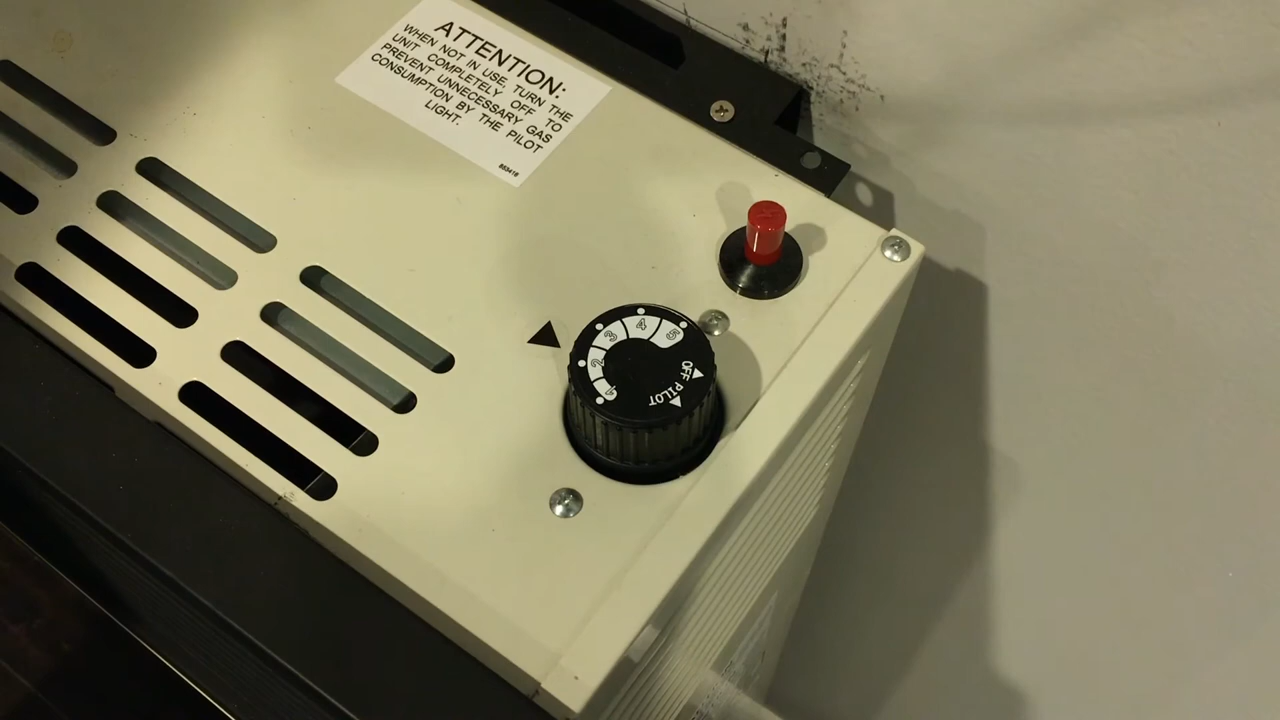 ATTENTION:
WHEN NOT IN USE, TURN THE
UNIT COMPLETELY OFF TO
PREVENT UNNECESSARY GAS
CONSUMPTION BY THE PILOT
LIGHT.
653416
1 2 3 4 5
OFF
PILOT